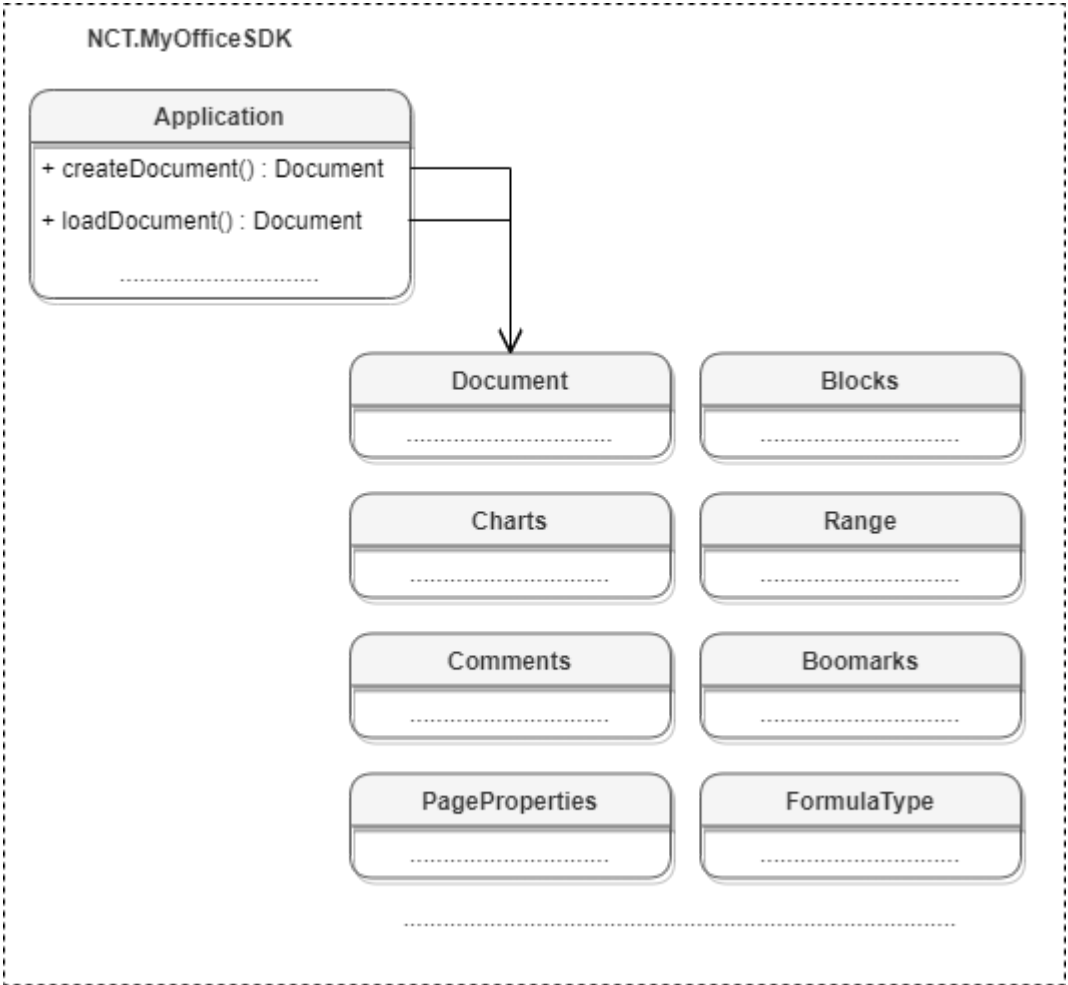 NCT.MyOfficeSDK
Application
+ createDocument() : Document
+ loadDocument() : Document
Document
Blocks
Charts
Range
Comments
Boomarks
PageProperties
FormulaType